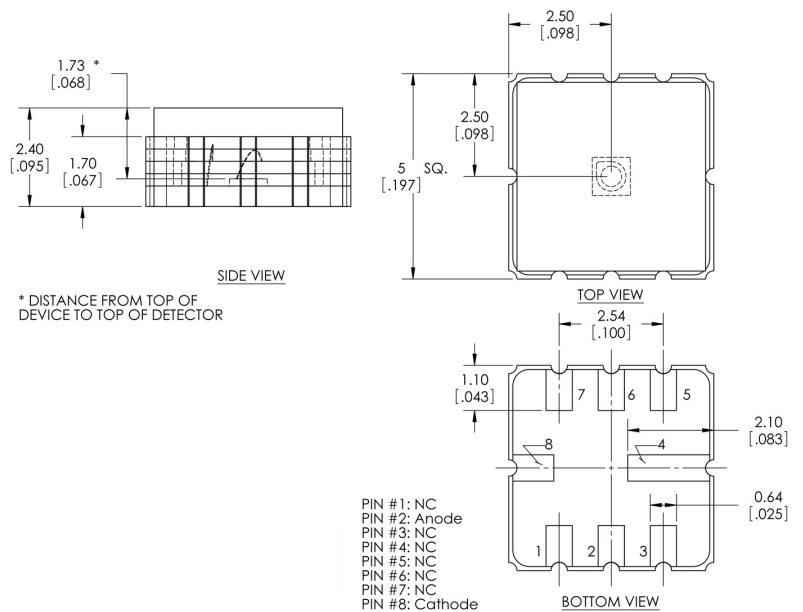 2.50
[.098]
1.73 *
[.068]
2.40
[.095]
1.70
[.067]
2.50
[.098]
5 SQ.
[.197]
SIDE VIEW
TOP VIEW
* DISTANCE FROM TOP OF
DEVICE TO TOP OF DETECTOR
2.54
[.100]
1.10
[.043]
7
6
5
2.10
[.083]
8
4
0.64
[.025]
1
2
3
PIN #1: NC
PIN #2: Anode
PIN #3: NC
PIN #4: NC
PIN #5: NC
PIN #6: NC
PIN #7: NC
PIN #8: Cathode
BOTTOM VIEW